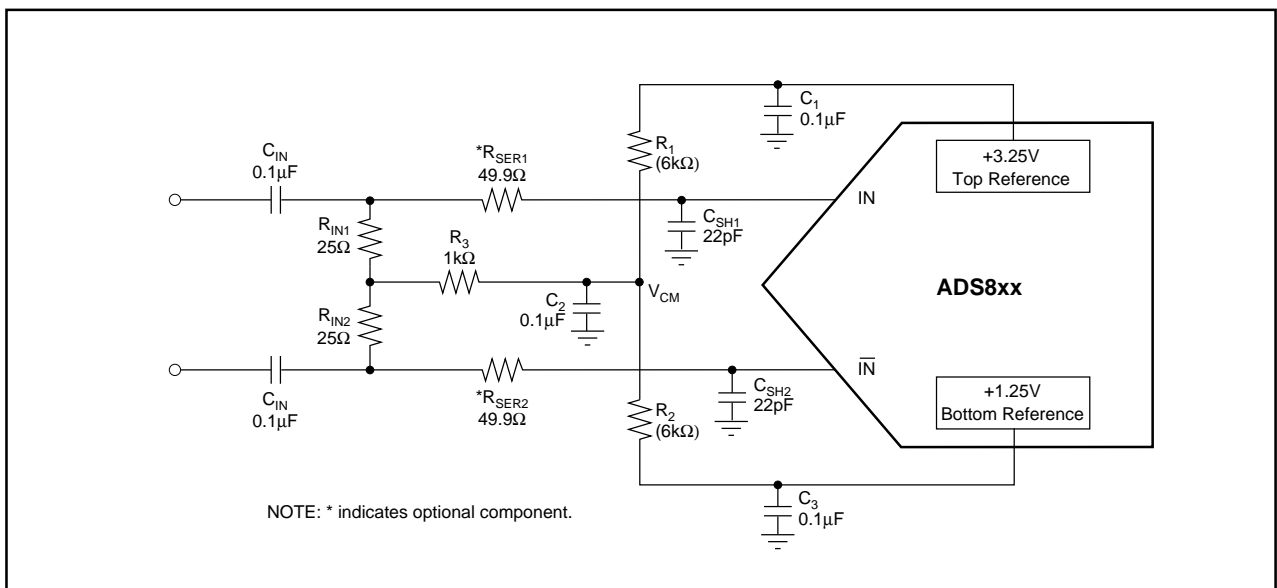 C1
0.1μF
R1
(6kΩ)
+3.25V
Top Reference
CIN
0.1μF
*RSER1
49.9Ω
IN
CSH1
22pF
RIN1
25Ω
R3
1kΩ
C2
0.1μF
VCM
ADS8xx
RIN2
25Ω
CIN
0.1μF
*RSER2
49.9Ω
I̅N̅
CSH2
22pF
R2
(6kΩ)
+1.25V
Bottom Reference
C3
0.1μF
NOTE: * indicates optional component.